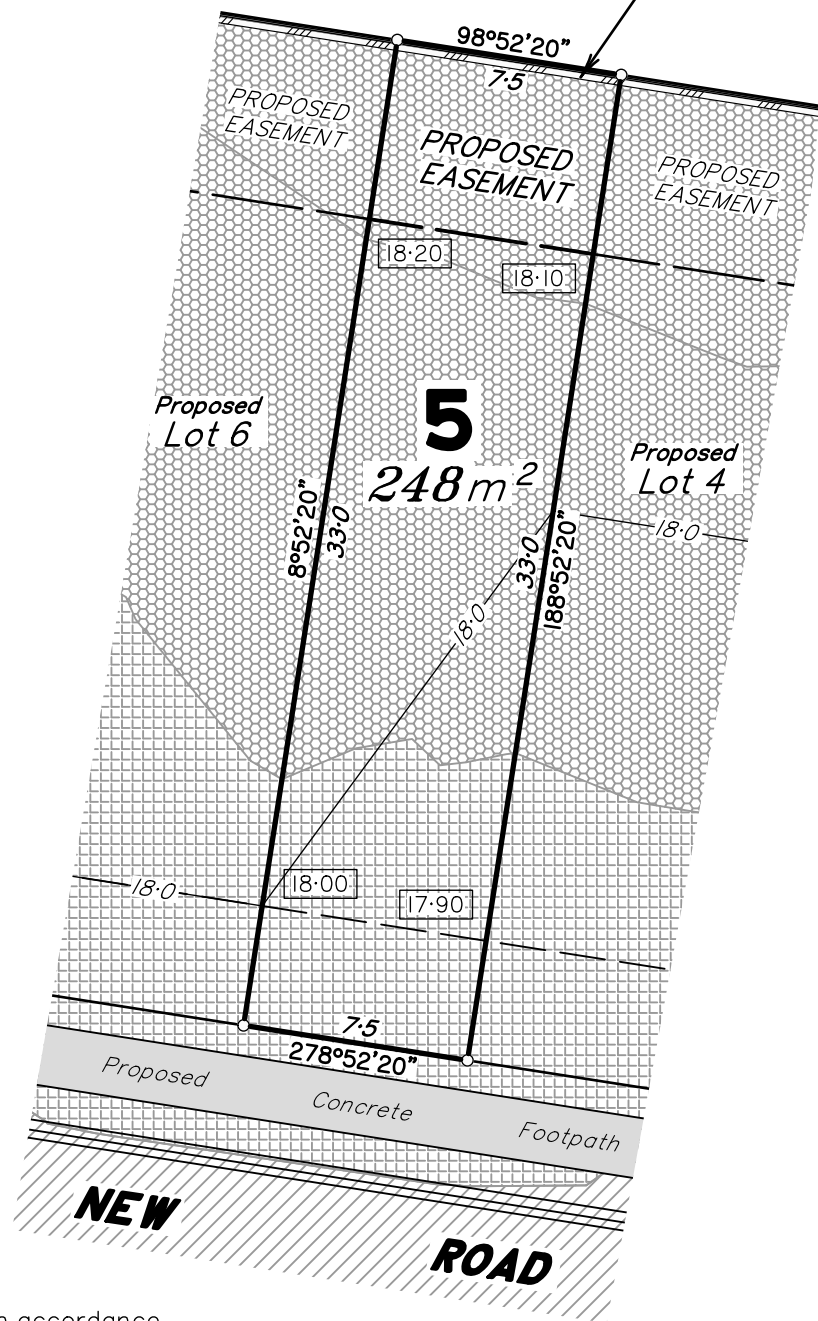 98°52'20"
7·5
PROPOSED
EASEMENT
PROPOSED
EASEMENT
PROPOSED
EASEMENT
18·20
18·10
Proposed
Lot 6
5
248 m²
Proposed
Lot 4
8°52'20"
33·0
33·0
188°52'20"
18·0
18·0
18·0
18·00
17·90
7·5
278°52'20"
Proposed Concrete Footpath
NEW ROAD
accordance